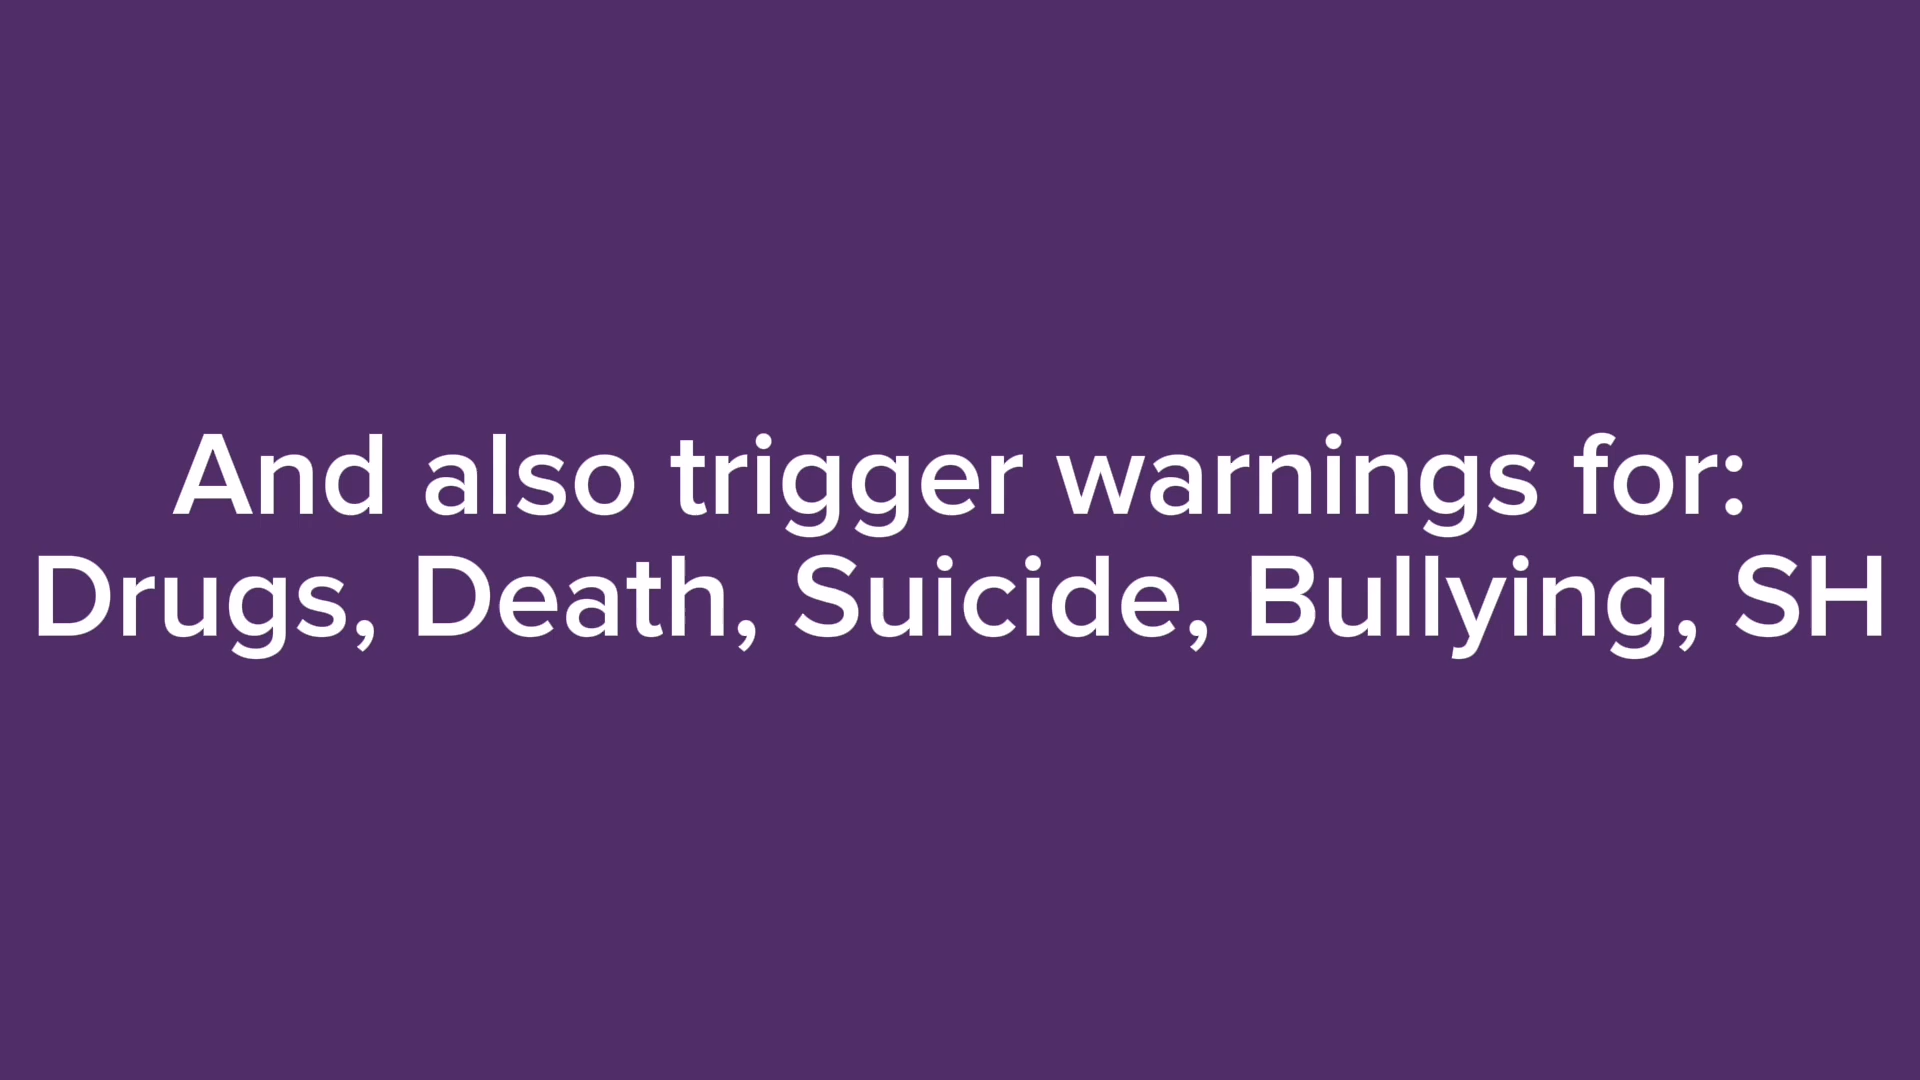 And also trigger warnings for:
Drugs, Death, Suicide, Bullying, SH